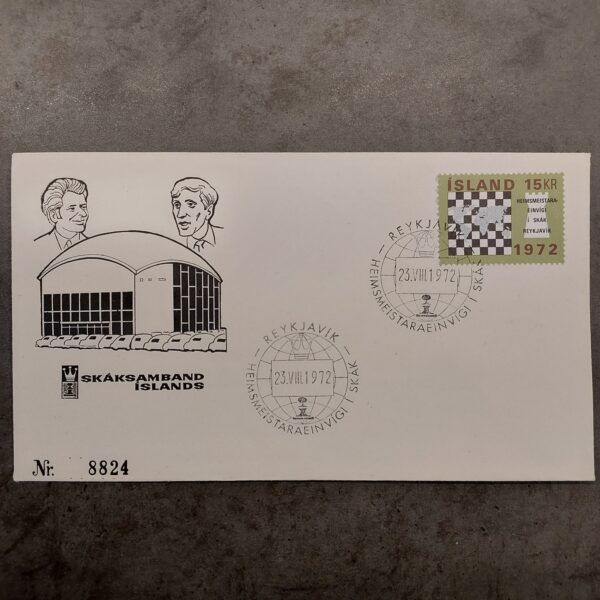 ÍSLAND 15KR
HEIMSMEISTARA-
EINVÍGI
Í SKÁK
REYKJAVÍK
1972
— REYKJAVÍK —
23.VIII.1972
HEIMSMEISTARAEINVÍGI Í SKÁK
— REYKJAVÍK —
23.VIII.1972
HEIMSMEISTARAEINVÍGI Í SKÁK
SKÁKSAMBAND
ÍSLANDS
Nr. 8824